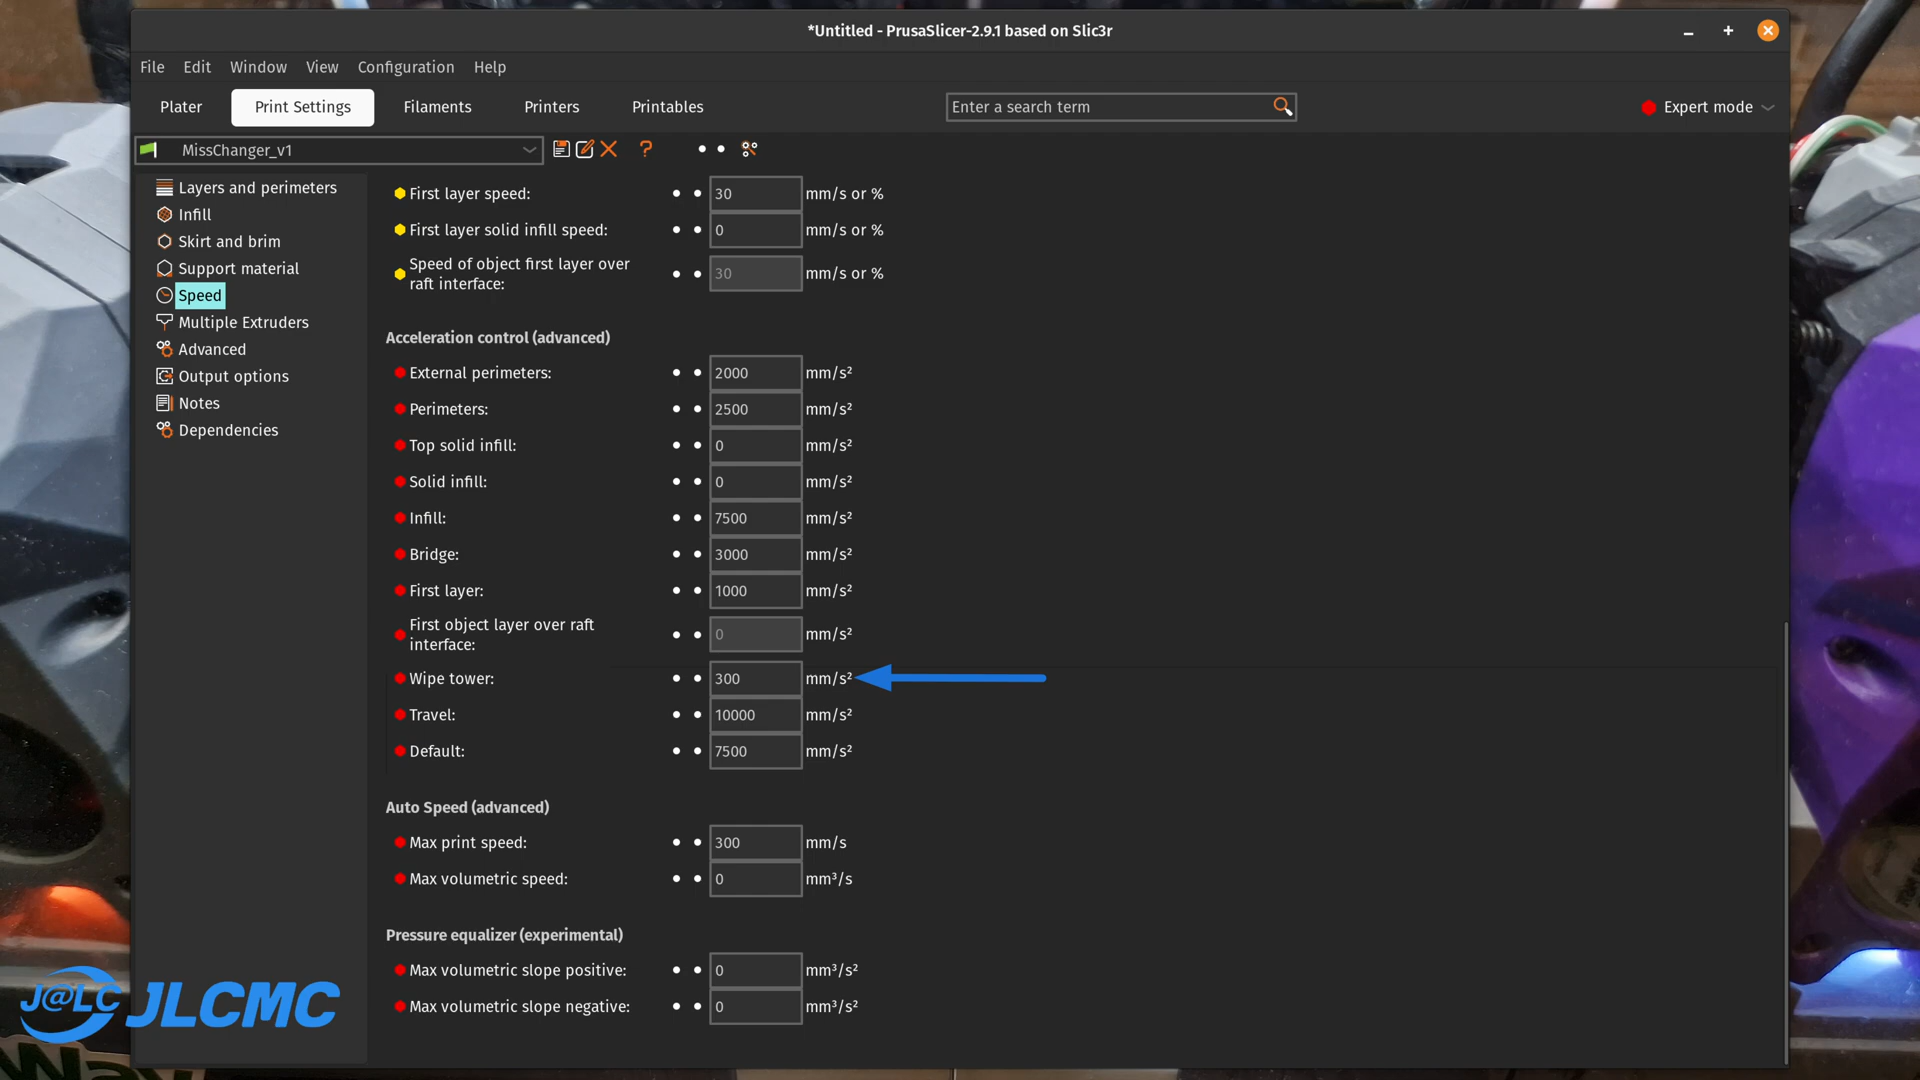 *Untitled - PrusaSlicer-2.9.1 based on Slic3r
File Edit Window View Configuration Help
Plater Print Settings Filaments Printers Printables Enter a search term Expert mode
MissChanger_v1 ?
Layers and perimeters
Infill
Skirt and brim
Support material
Speed
Multiple Extruders
Advanced
Output options
Notes
Dependencies
First layer speed: 30 mm/s or %
First layer solid infill speed: 0 mm/s or %
Speed of object first layer over
raft interface: 30 mm/s or %
Acceleration control (advanced)
External perimeters: 2000 mm/s²
Perimeters: 2500 mm/s²
Top solid infill: 0 mm/s²
Solid infill: 0 mm/s²
Infill: 7500 mm/s²
Bridge: 3000 mm/s²
First layer: 1000 mm/s²
First object layer over raft
interface: 0 mm/s²
Wipe tower: 300 mm/s²
Travel: 10000 mm/s²
Default: 7500 mm/s²
Auto Speed (advanced)
Max print speed: 300 mm/s
Max volumetric speed: 0 mm³/s
Pressure equalizer (experimental)
Max volumetric slope positive: 0 mm³/s²
Max volumetric slope negative: 0 mm³/s²
J@LC JLCMC